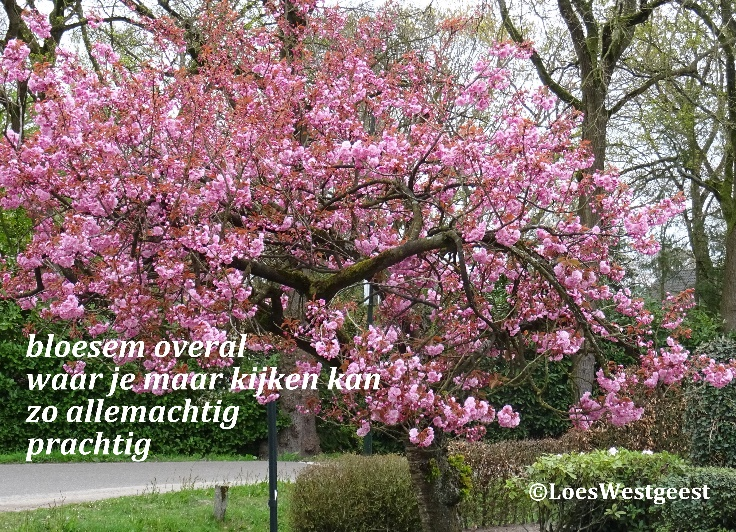 bloesem overal
waar je maar kijken kan
zo allemachtig
prachtig
©LoesWestgeest